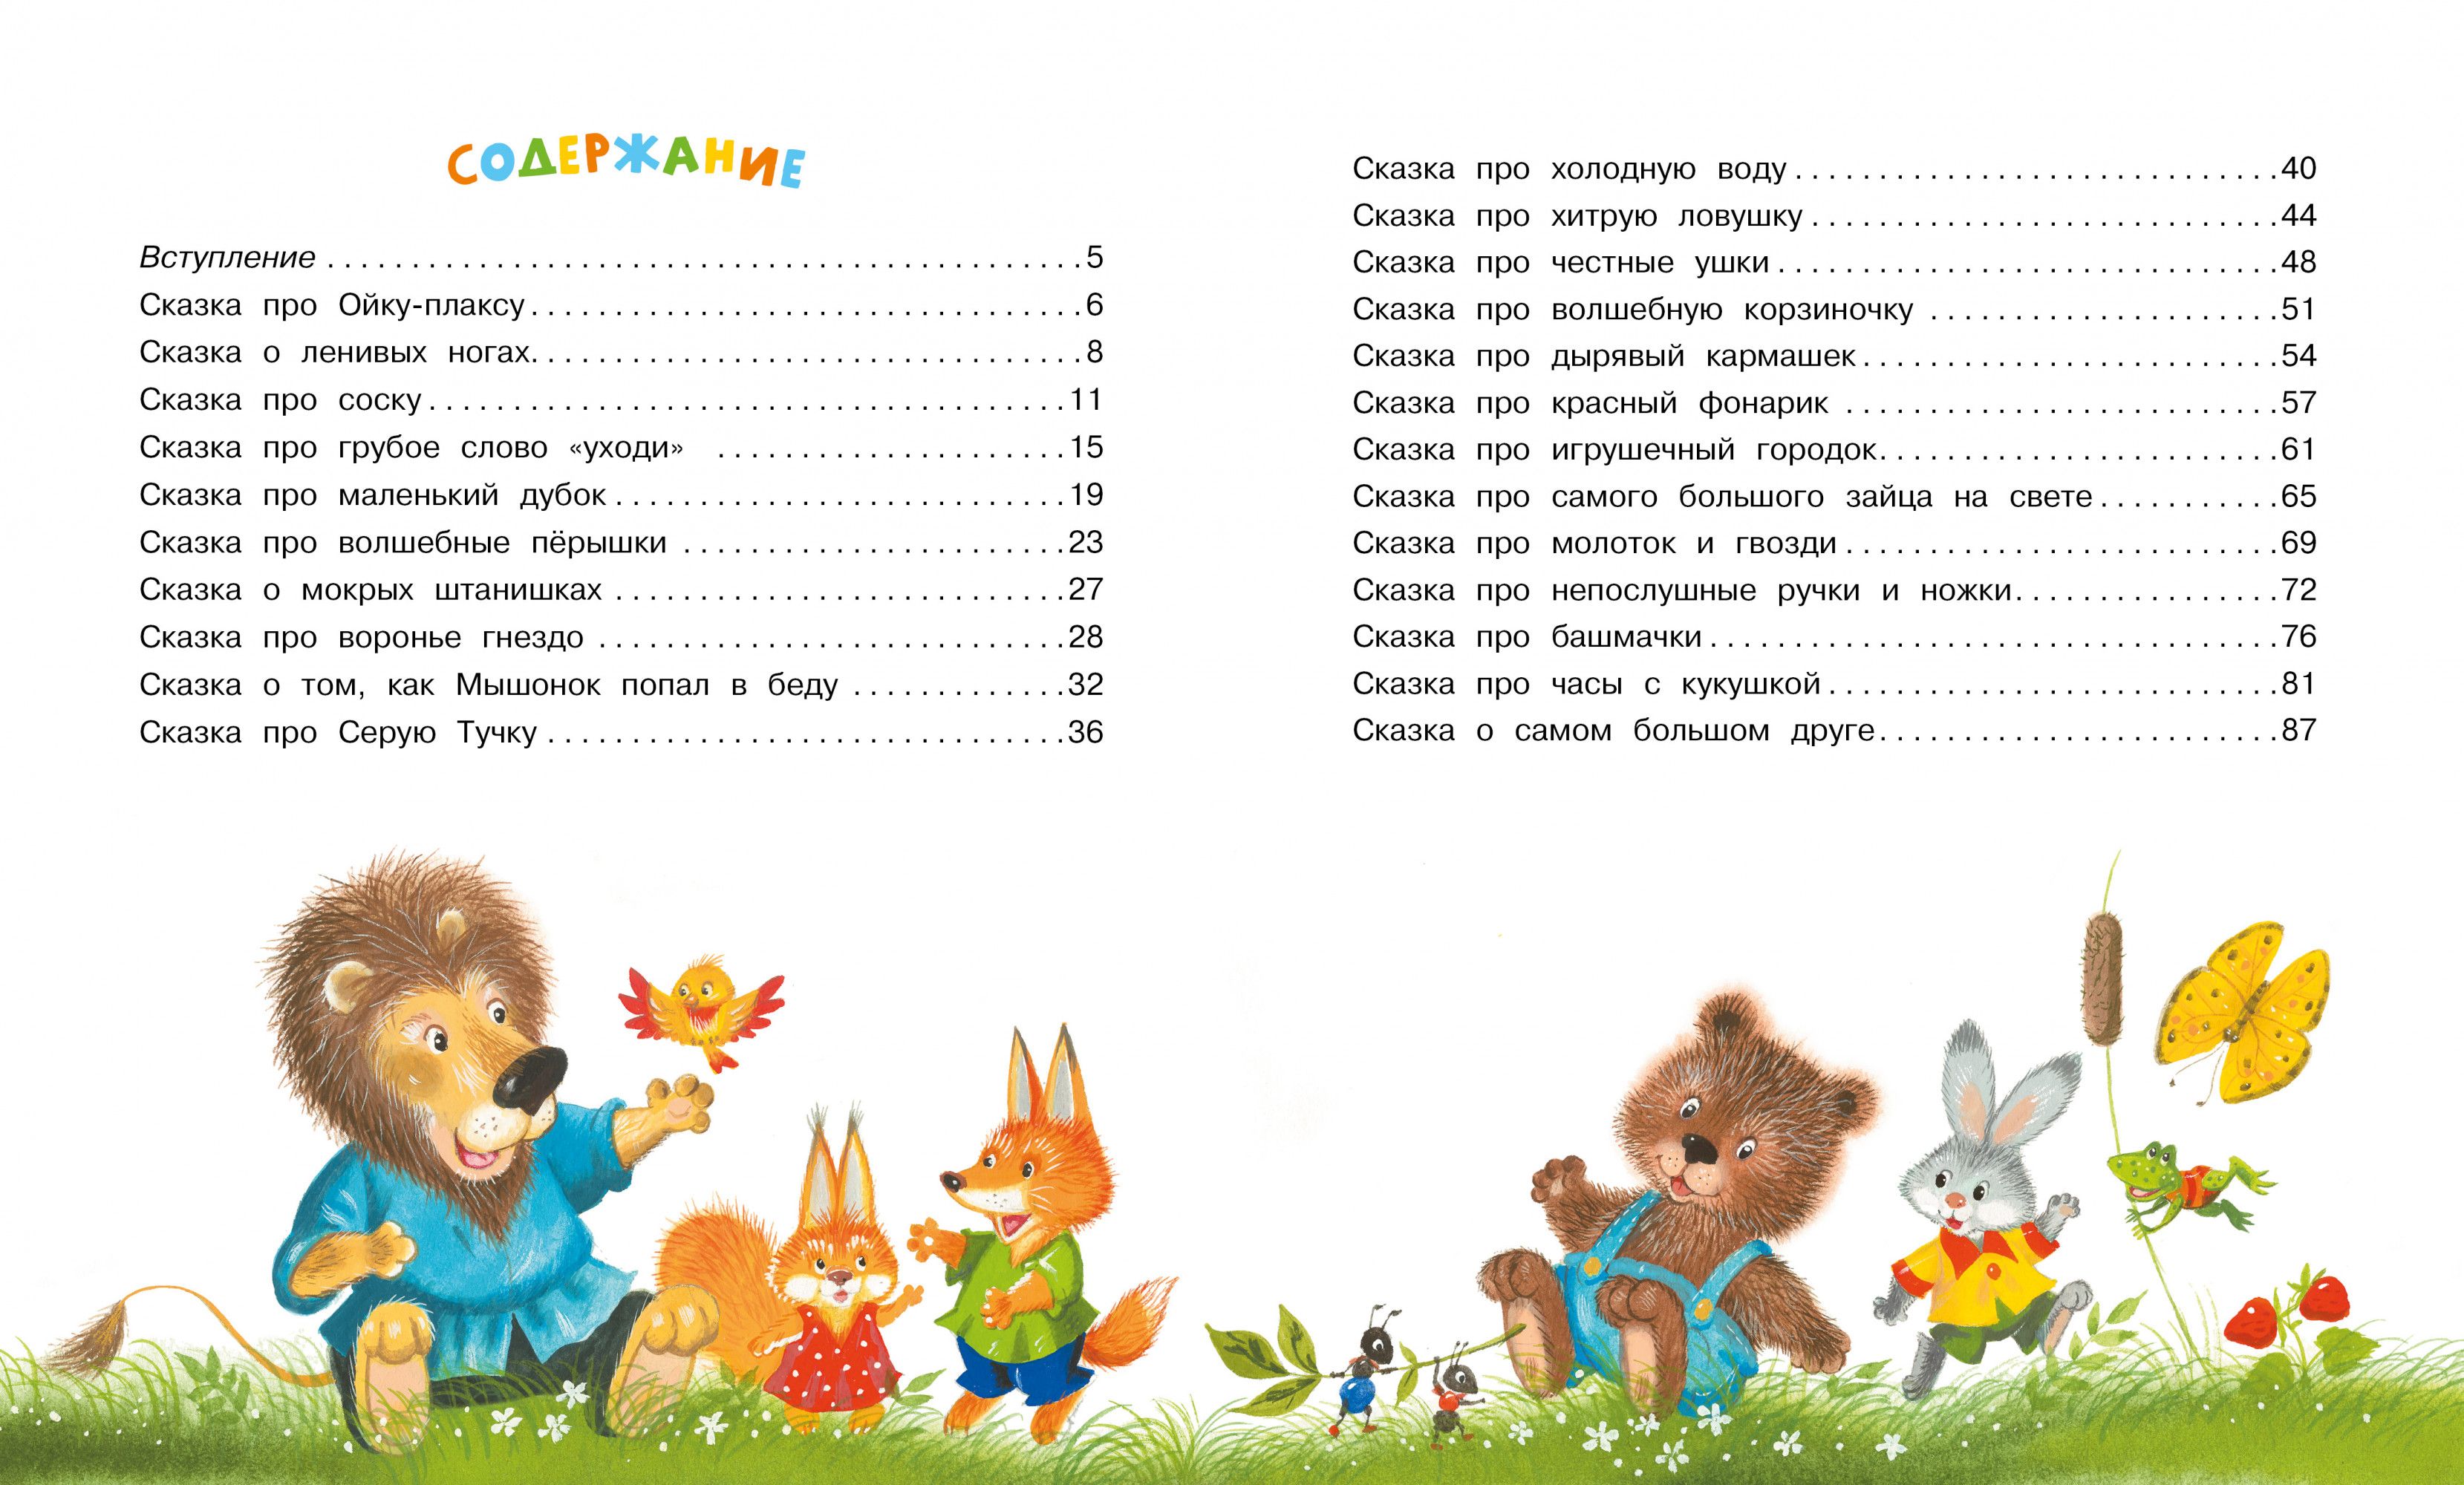 СОДЕРЖАНИЕ
Вступление . . . . . . . . . . . . . . . . . . . . . . . . . . . . . . . . . . . . . . . . . . . . . 5
Сказка про Ойку-плаксу . . . . . . . . . . . . . . . . . . . . . . . . . . . . . . . . . 6
Сказка о ленивых ногах. . . . . . . . . . . . . . . . . . . . . . . . . . . . . . . . . 8
Сказка про соску . . . . . . . . . . . . . . . . . . . . . . . . . . . . . . . . . . . . . . 11
Сказка про грубое слово «уходи» . . . . . . . . . . . . . . . . . . . . . 15
Сказка про маленький дубок . . . . . . . . . . . . . . . . . . . . . . . . . . . 19
Сказка про волшебные пёрышки . . . . . . . . . . . . . . . . . . . . . . . 23
Сказка о мокрых штанишках . . . . . . . . . . . . . . . . . . . . . . . . . . . 27
Сказка про воронье гнездо . . . . . . . . . . . . . . . . . . . . . . . . . . . . 28
Сказка о том, как Мышонок попал в беду . . . . . . . . . . . . . 32
Сказка про Серую Тучку . . . . . . . . . . . . . . . . . . . . . . . . . . . . . . . 36
Сказка про холодную воду . . . . . . . . . . . . . . . . . . . . . . . . . . . . . 40
Сказка про хитрую ловушку . . . . . . . . . . . . . . . . . . . . . . . . . . . . 44
Сказка про честные ушки . . . . . . . . . . . . . . . . . . . . . . . . . . . . . . 48
Сказка про волшебную корзиночку . . . . . . . . . . . . . . . . . . . . . 51
Сказка про дырявый кармашек . . . . . . . . . . . . . . . . . . . . . . . . . 54
Сказка про красный фонарик . . . . . . . . . . . . . . . . . . . . . . . . . . 57
Сказка про игрушечный городок. . . . . . . . . . . . . . . . . . . . . . . . 61
Сказка про самого большого зайца на свете . . . . . . . . . . . 65
Сказка про молоток и гвозди . . . . . . . . . . . . . . . . . . . . . . . . . . 69
Сказка про непослушные ручки и ножки. . . . . . . . . . . . . . . . 72
Сказка про башмачки . . . . . . . . . . . . . . . . . . . . . . . . . . . . . . . . . . 76
Сказка про часы с кукушкой . . . . . . . . . . . . . . . . . . . . . . . . . . . 81
Сказка о самом большом друге. . . . . . . . . . . . . . . . . . . . . . . . 87